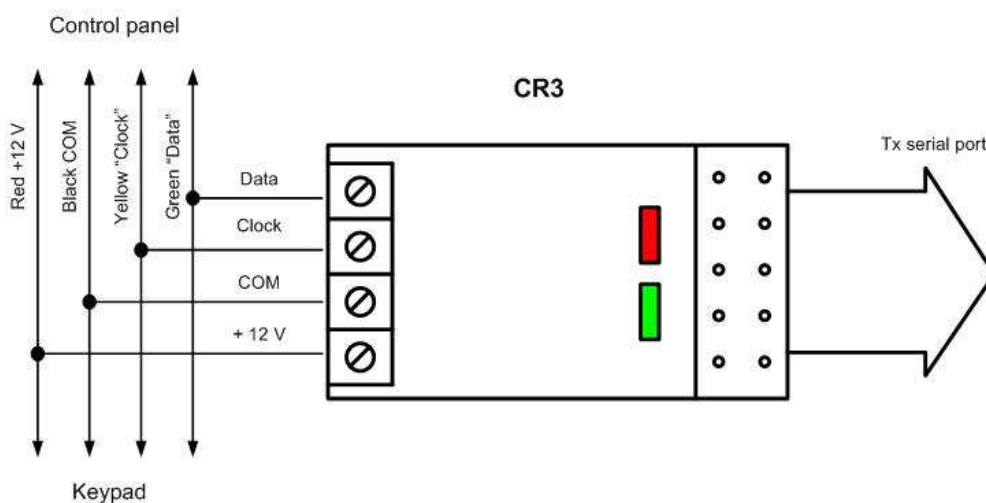 Control panel
CR3
Tx serial port
Red +12 V
Black COM
Yellow “Clock”
Green “Data”
Data
Clock
COM
+ 12 V
Keypad